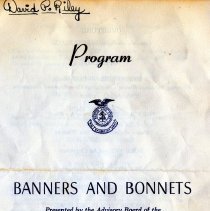 David P. Riley
Program
BANNERS AND BONNETS
Presented by the Advisory Board of the